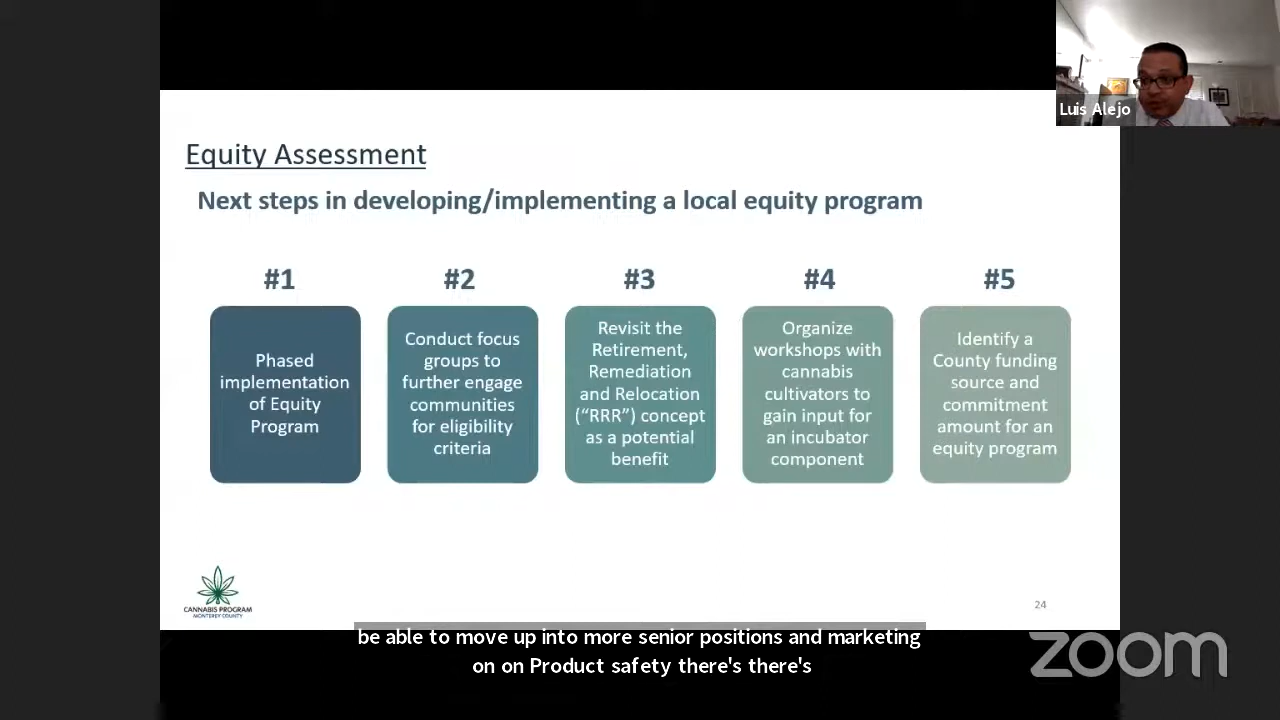 Luis Alejo
Equity Assessment
Next steps in developing/implementing a local equity program
#1
Phased
implementation
of Equity
Program
#2
Conduct focus
groups to
further engage
communities
for eligibility
criteria
#3
Revisit the
Retirement,
Remediation
and Relocation
(“RRR”) concept
as a potential
benefit
#4
Organize
workshops with
cannabis
cultivators to
gain input for
an incubator
component
#5
Identify a
County funding
source and
commitment
amount for an
equity program
CANNABIS PROGRAM
MONTEREY COUNTY
24
be able to move up into more senior positions and marketing
on on Product safety there's there's
zoom